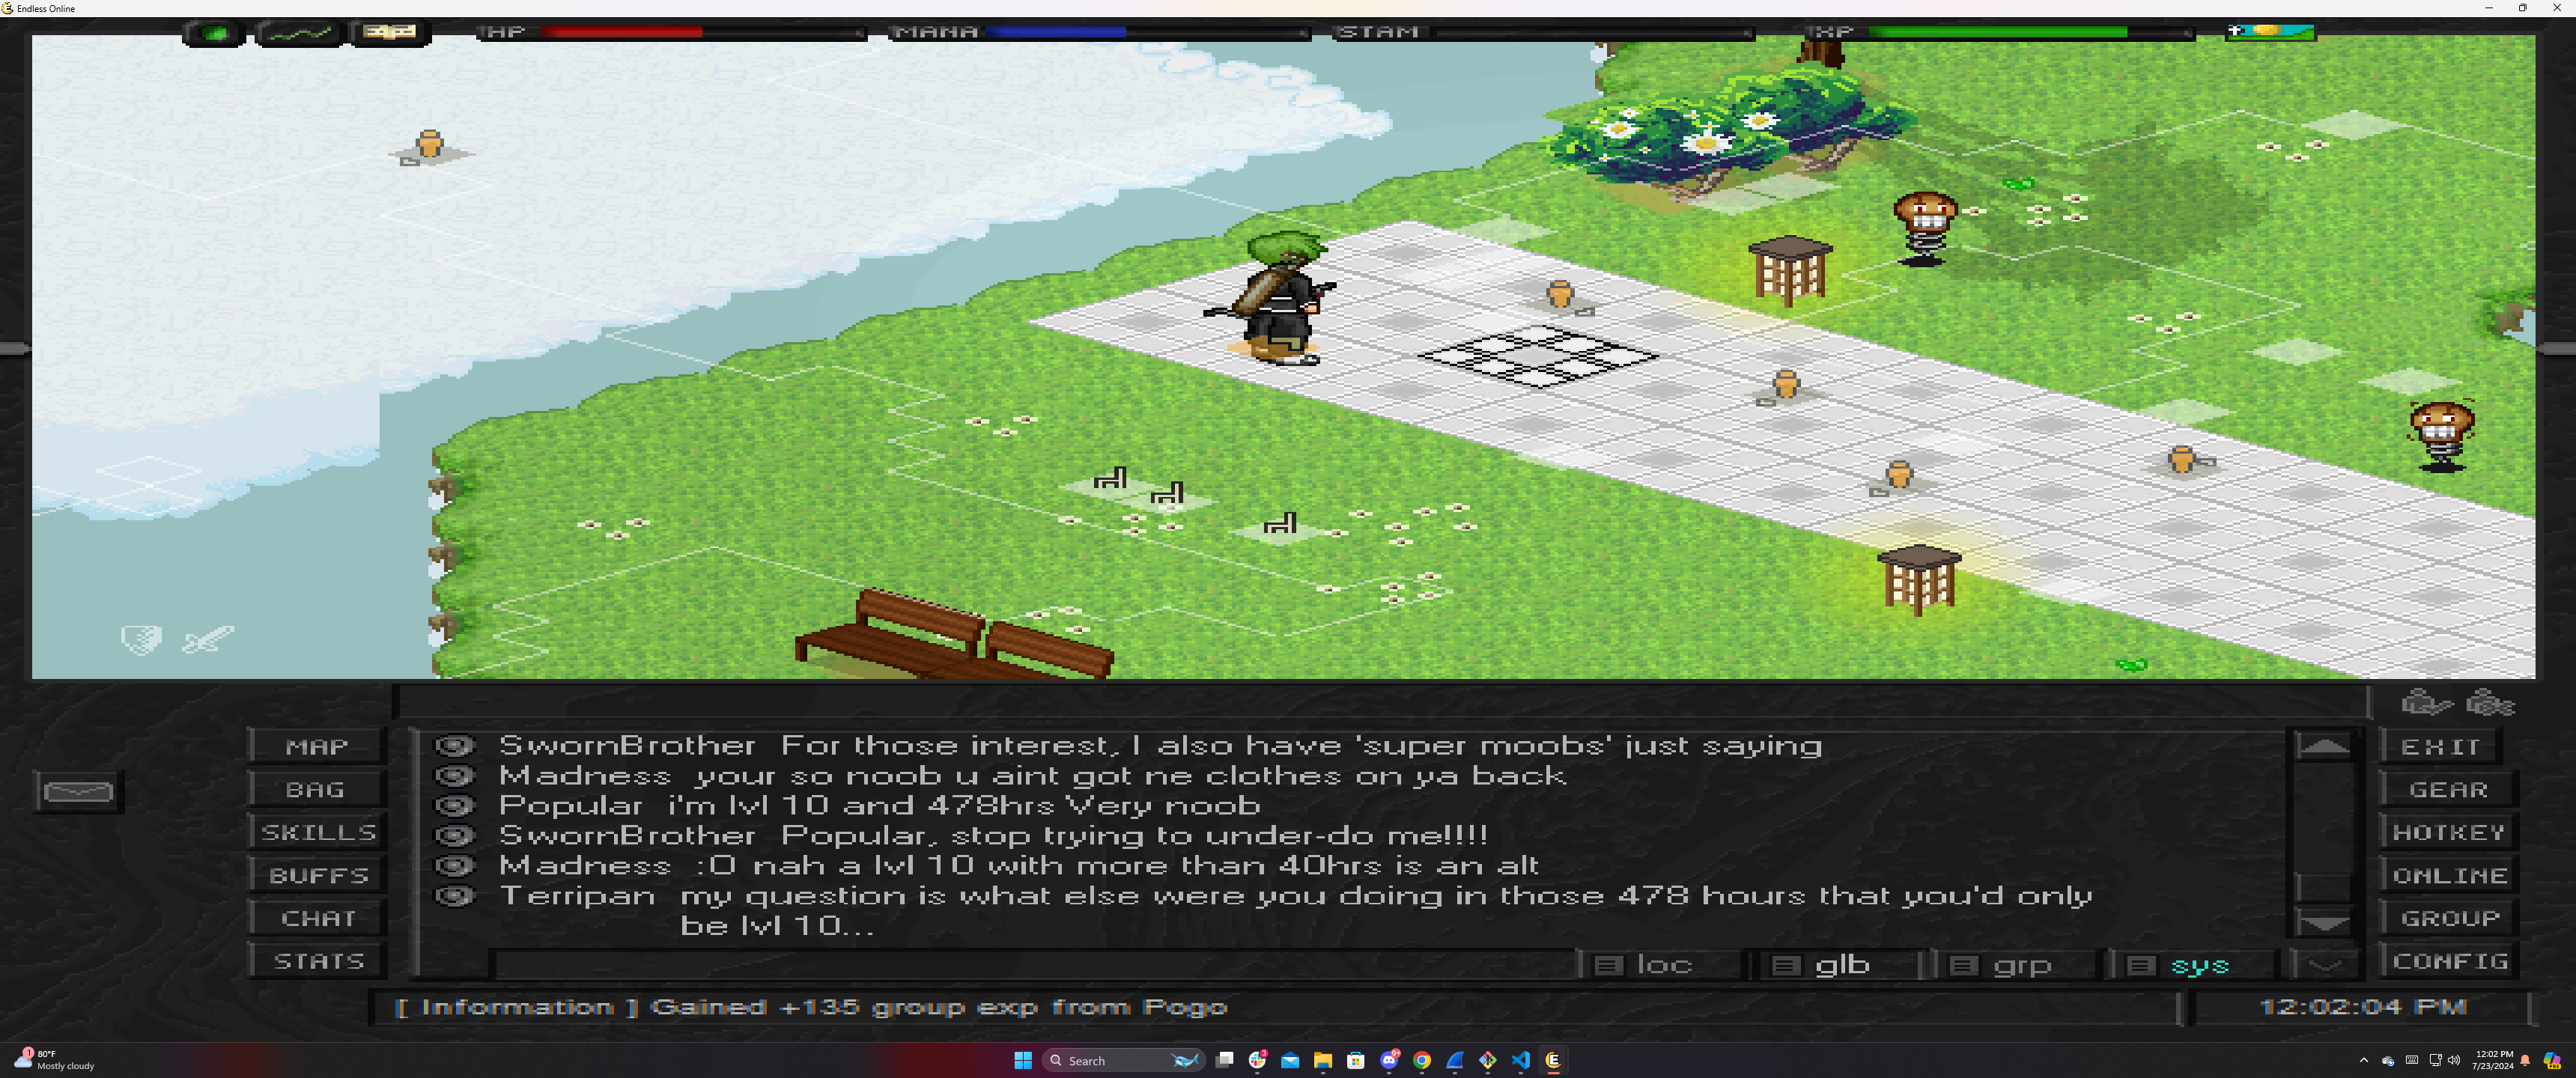 Endless Online
HP
MANA
STAM
XP
MAP
BAG
SKILLS
BUFFS
CHAT
STATS
SwornBrother For those interest, I also have 'super moobs' just saying
Madness your so noob u aint got ne clothes on ya back
Popular i'm lvl 10 and 478hrs Very noob
SwornBrother Popular, stop trying to under-do me!!!!
Madness :O nah a lvl 10 with more than 40hrs is an alt
Terripan my question is what else were you doing in those 478 hours that you'd only
be lvl 10...
EXIT
GEAR
HOTKEY
ONLINE
GROUP
CONFIG
loc glb grp sys
[ Information ] Gained +135 group exp from Pogo
12:02:04 PM
1
80°F
Mostly cloudy
Search
3
9+
12:02 PM
7/23/2024